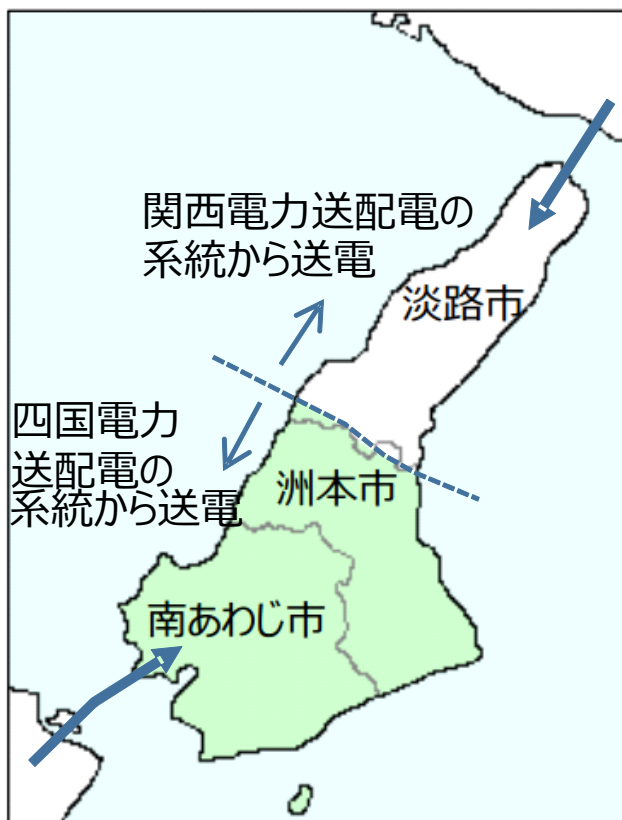 関西電力送配電の
系統から送電
淡路市
四国電力
送配電の
系統から送電
洲本市
南あわじ市